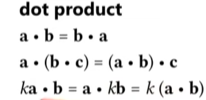 dot product
a • b = b • a
a • (b • c) = (a • b) • c
ka • b = a • kb = k (a • b)